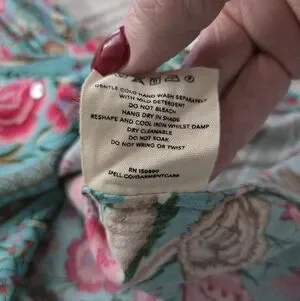 GENTLE COLD HAND WASH SEPARATELY
WITH MILD DETERGENT
DO NOT BLEACH
HANG DRY IN SHADE
RESHAPE AND COOL IRON WHILST DAMP
DRY CLEANABLE
DO NOT SOAK
DO NOT WRING OR TWIST
RN 150890
SPELL.CO/GARMENTCARE